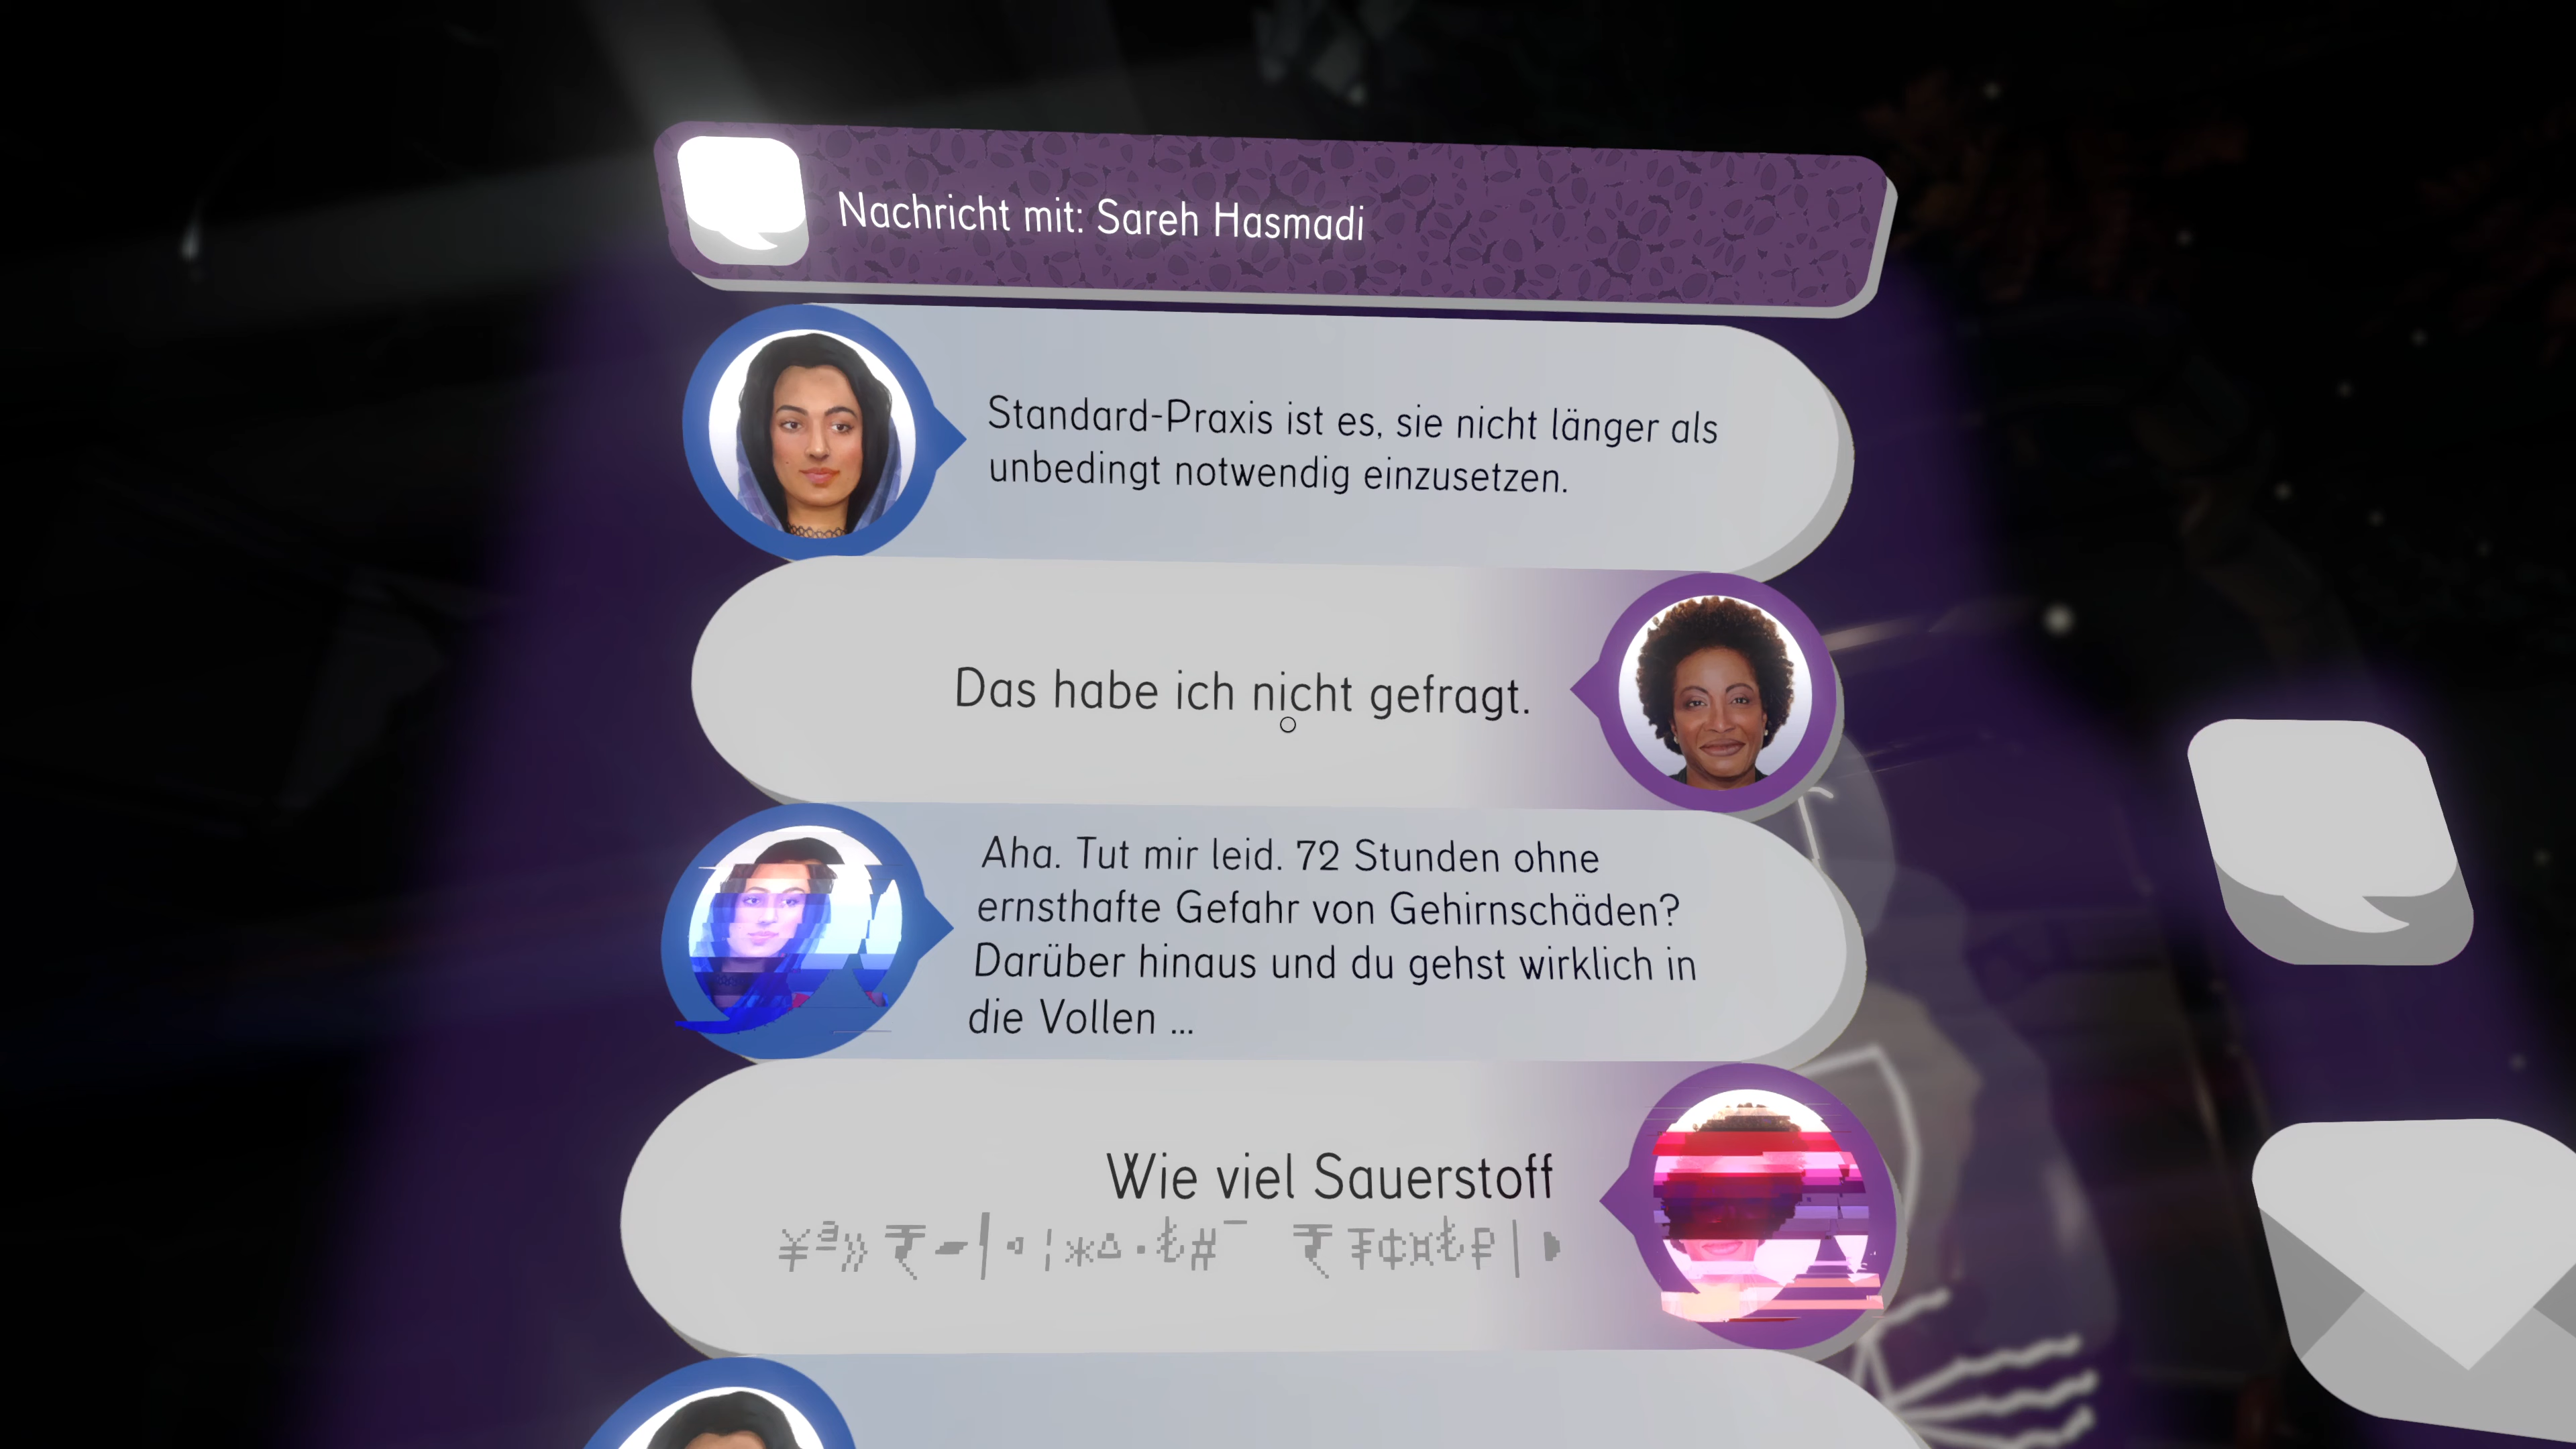 Nachricht mit: Sareh Hasmadi
Standard-Praxis ist es, sie nicht länger als
unbedingt notwendig einzusetzen.
Das habe ich nicht gefragt.
Aha. Tut mir leid. 72 Stunden ohne
ernsthafte Gefahr von Gehirnschäden?
Darüber hinaus und du gehst wirklich in
die Vollen ...
Wie viel Sauerstoff